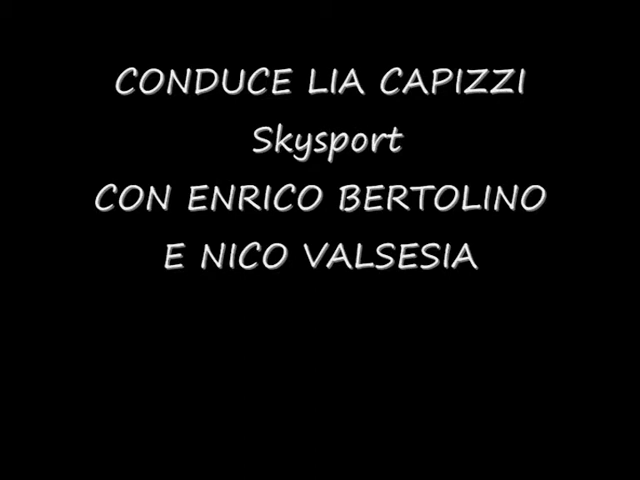 CONDUCE LIA CAPIZZI
Skysport
CON ENRICO BERTOLINO
E NICO VALSESIA